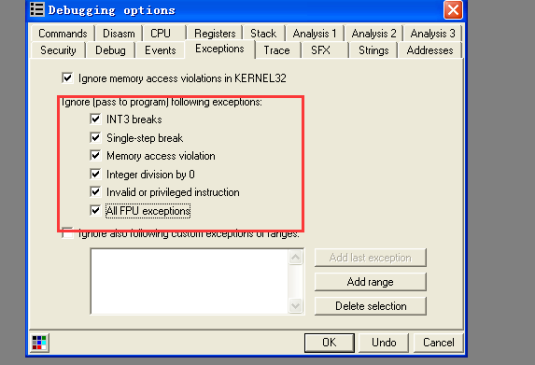 Debugging options
Commands Disasm CPU Registers Stack Analysis 1 Analysis 2 Analysis 3
Security Debug Events Exceptions Trace SFX Strings Addresses
Ignore memory access violations in KERNEL32
Ignore (pass to program) following exceptions:
INT3 breaks
Single-step break
Memory access violation
Integer division by 0
Invalid or privileged instruction
All FPU exceptions
Ignore also following custom exceptions or ranges:
Add last exception
Add range
Delete selection
OK Undo Cancel